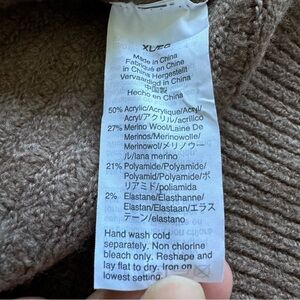 XL/EG
Made in China
Fabriqué en Chine
in China Hergestellt
Vervaardigd in China
中国製
Hecho en China
50% Acrylic/Acrylique/Acryl/
Acryl/アクリル/acrílico
27% Merino Wool/Laine De
Merinos/Merinowolle/
Merinowol/メリノウー
ル/lana merino
21% Polyamide/Polyamide/
Polyamid/Polyamide/ポ
リアミド/poliamida
2% Elastane/Elasthanne/
Elastan/Elastaan/エラス
テーン/elastano
Hand wash cold
separately. Non chlorine
bleach only. Reshape and
lay flat to dry. Iron on
lowest setting.